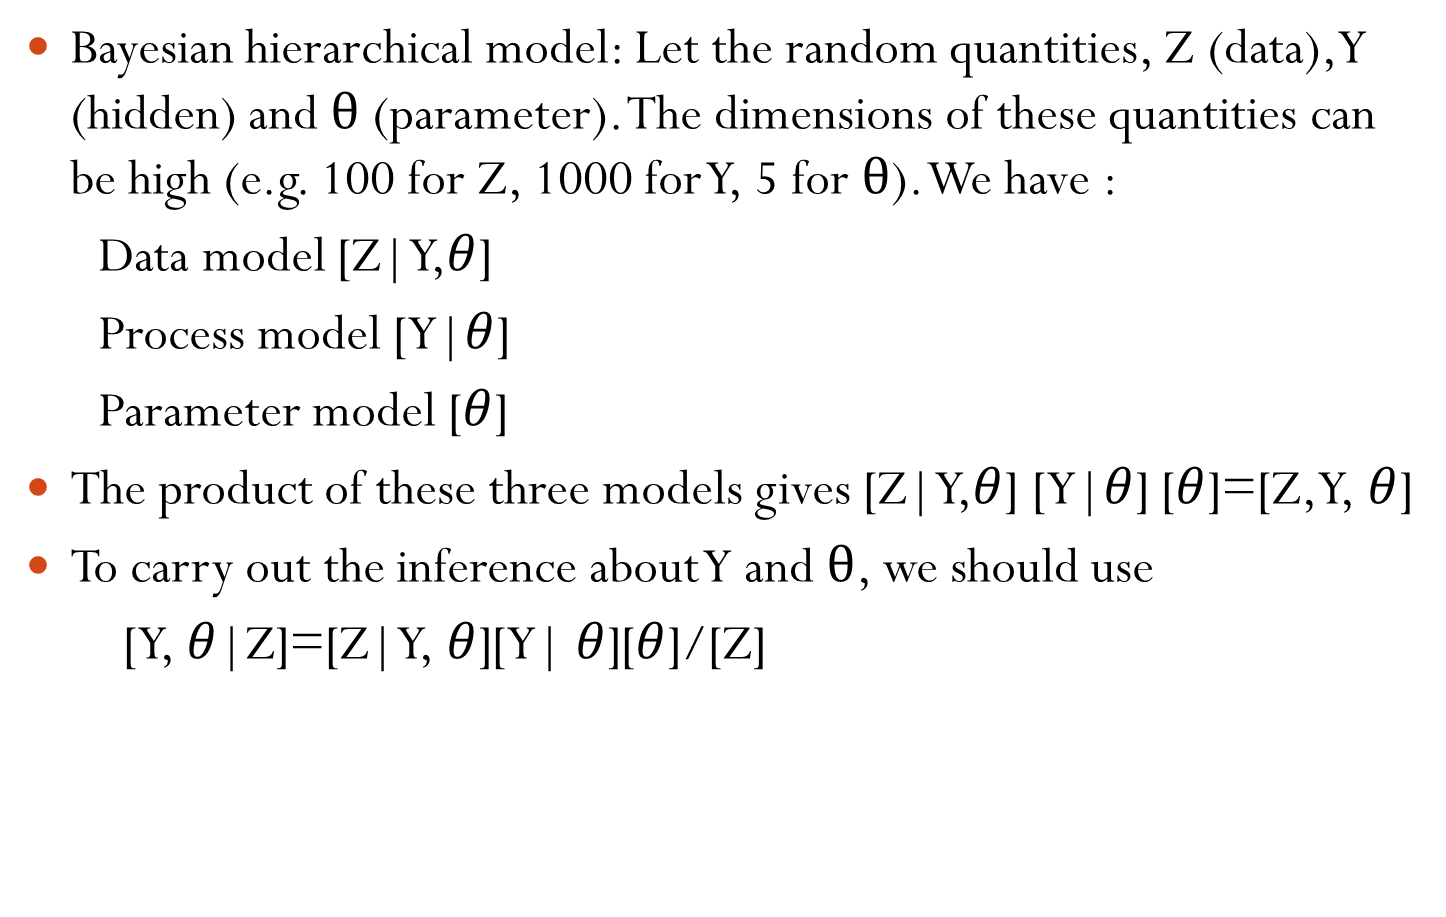 • Bayesian hierarchical model: Let the random quantities, Z (data), Y
(hidden) and θ (parameter). The dimensions of these quantities can
be high (e.g. 100 for Z, 1000 for Y, 5 for θ). We have :
Data model [Z|Y,θ]
Process model [Y|θ]
Parameter model [θ]
• The product of these three models gives [Z|Y,θ] [Y|θ] [θ]=[Z,Y, θ]
• To carry out the inference about Y and θ, we should use
[Y, θ|Z]=[Z|Y, θ][Y| θ][θ]/[Z]